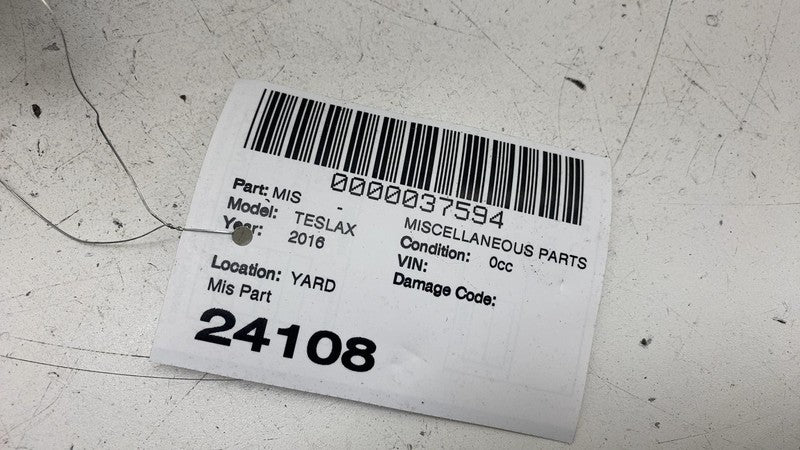 0000037594
Part: MIS -
MISCELLANEOUS PARTS
Model: TESLAX
Condition: 0cc
Year: 2016
VIN:
Damage Code:
Location: YARD
Mis Part
24108